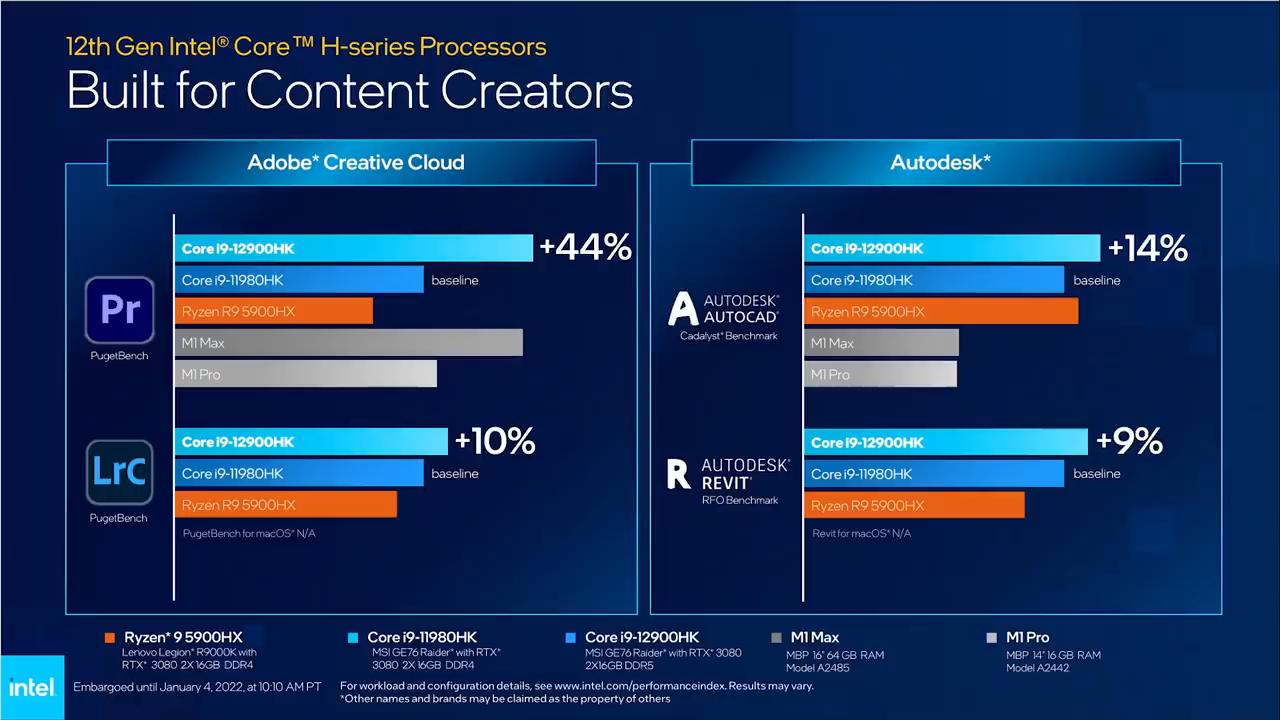 12th Gen Intel® Core™ H-series Processors
Built for Content Creators
Adobe* Creative Cloud
Core i9-12900HK +44%
Core i9-11980HK baseline
Ryzen R9 5900HX
M1 Max
M1 Pro
Pr
PugetBench
Core i9-12900HK +10%
Core i9-11980HK baseline
Ryzen R9 5900HX
PugetBench for macOS* N/A
LrC
PugetBench
Autodesk*
Core i9-12900HK +14%
Core i9-11980HK baseline
Ryzen R9 5900HX
M1 Max
M1 Pro
A AUTODESK®
AUTOCAD®
Cadalyst* Benchmark
Core i9-12900HK +9%
Core i9-11980HK baseline
Ryzen R9 5900HX
Revit for macOS* N/A
R AUTODESK®
REVIT®
RFO Benchmark
Ryzen* 9 5900HX
Lenovo Legion* R9000K with
RTX* 3080 2X 16GB DDR4
Core i9-11980HK
MSI GE76 Raider* with RTX*
3080 2X 16GB DDR4
Core i9-12900HK
MSI GE76 Raider* with RTX* 3080
2X16GB DDR5
M1 Max
MBP 16" 64 GB RAM
Model A2485
M1 Pro
MBP 14" 16 GB RAM
Model A2442
intel.
Embargoed until January 4, 2022, at 10:10 AM PT
For workload and configuration details, see www.intel.com/performanceindex. Results may vary.
*Other names and brands may be claimed as the property of others